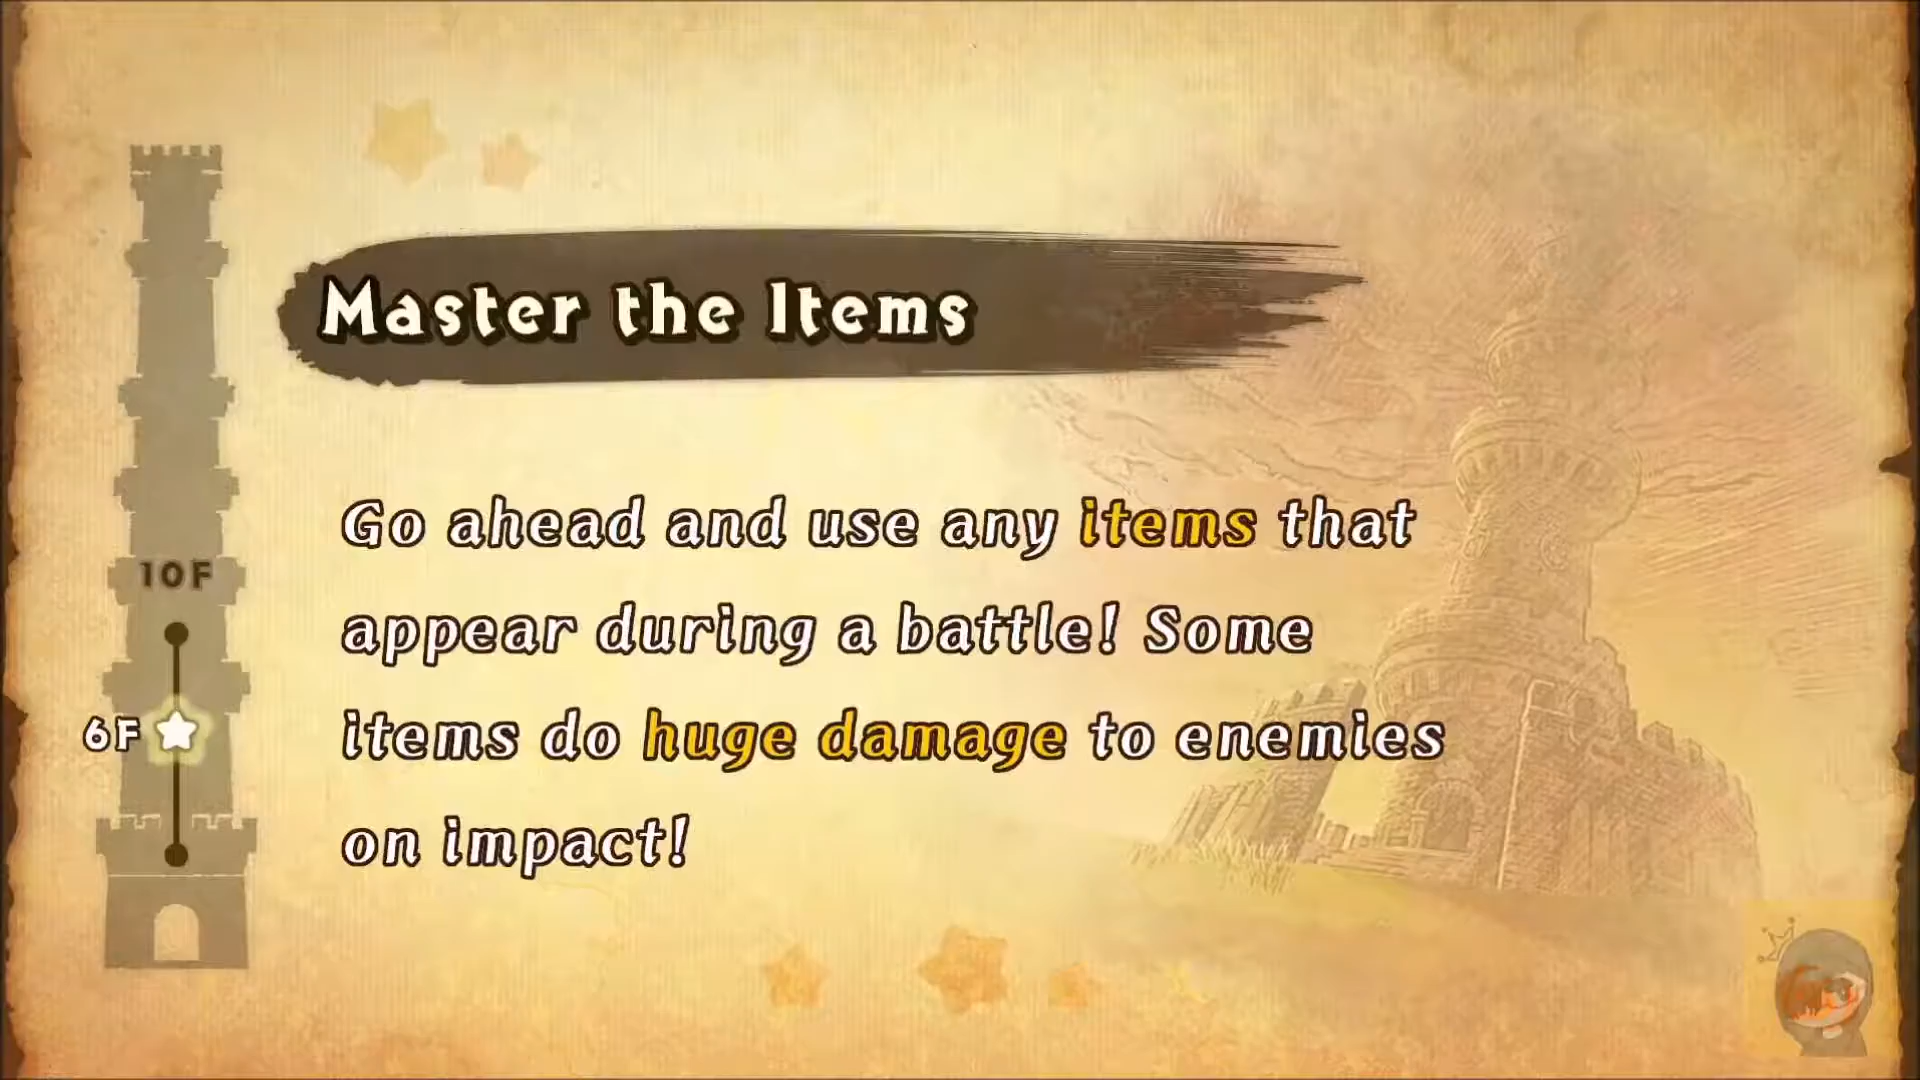 Master the Items
Go ahead and use any items that
appear during a battle! Some
items do huge damage to enemies
on impact!
10F
6F